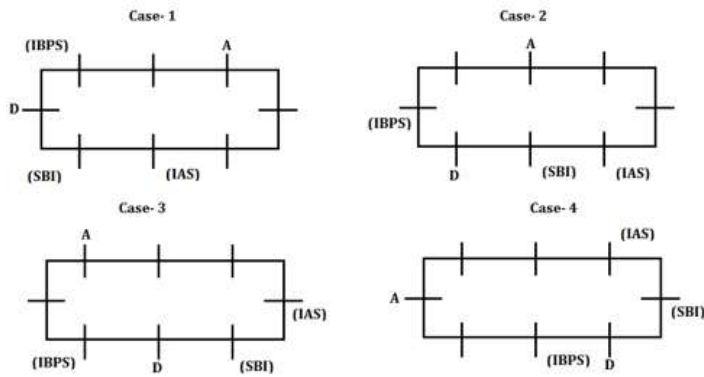 Case- 1
(IBPS)
A
D
(SBI)
(IAS)
Case- 2
A
(IBPS)
D
(SBI)
(IAS)
Case- 3
A
(IAS)
(IBPS)
D
(SBI)
Case- 4
(IAS)
A
(SBI)
(IBPS)
D